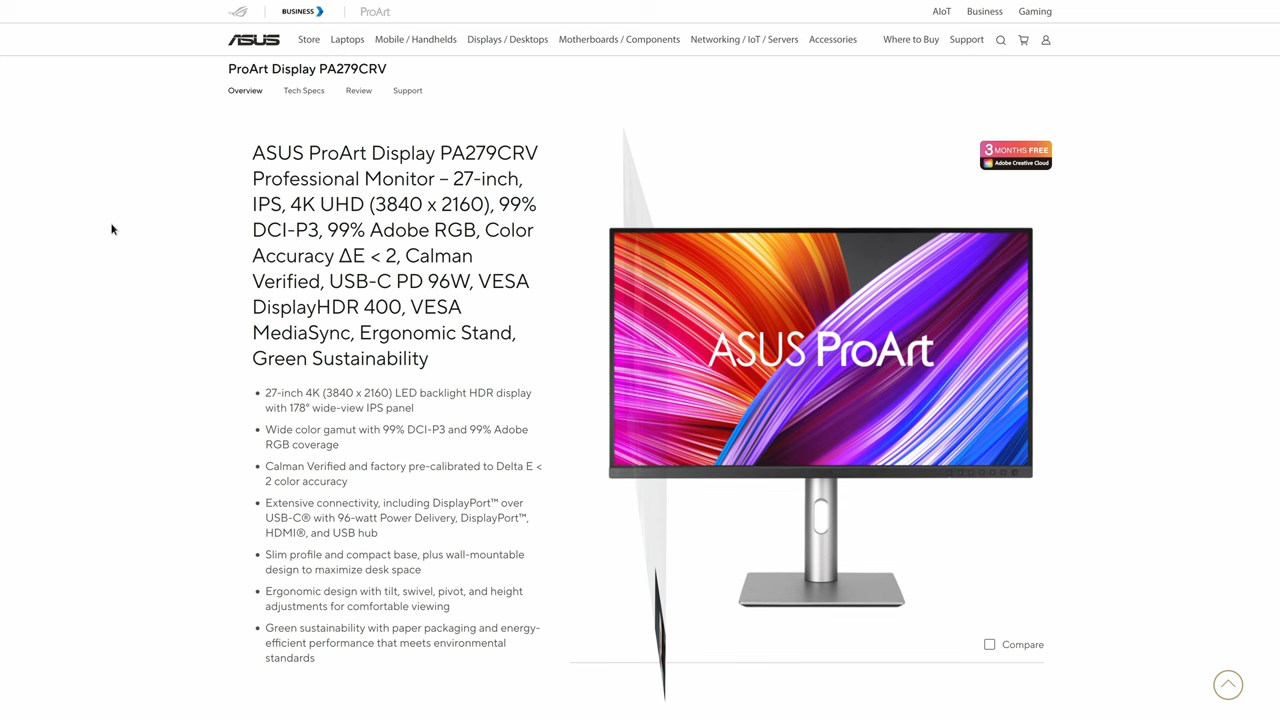 BUSINESS
ProArt
AIoT Business Gaming
ASUS
Store Laptops Mobile / Handhelds Displays / Desktops Motherboards / Components Networking / IoT / Servers Accessories Where to Buy Support
ProArt Display PA279CRV
Overview Tech Specs Review Support
ASUS ProArt Display PA279CRV
Professional Monitor – 27-inch,
IPS, 4K UHD (3840 x 2160), 99%
DCI-P3, 99% Adobe RGB, Color
Accuracy ΔE < 2, Calman
Verified, USB-C PD 96W, VESA
DisplayHDR 400, VESA
MediaSync, Ergonomic Stand,
Green Sustainability
27-inch 4K (3840 x 2160) LED backlight HDR display
with 178° wide-view IPS panel
Wide color gamut with 99% DCI-P3 and 99% Adobe
RGB coverage
Calman Verified and factory pre-calibrated to Delta E <
2 color accuracy
Extensive connectivity, including DisplayPort™ over
USB-C® with 96-watt Power Delivery, DisplayPort™,
HDMI®, and USB hub
Slim profile and compact base, plus wall-mountable
design to maximize desk space
Ergonomic design with tilt, swivel, pivot, and height
adjustments for comfortable viewing
Green sustainability with paper packaging and energy-
efficient performance that meets environmental
standards
3 MONTHS FREE
Adobe Creative Cloud
ASUS ProArt
Compare